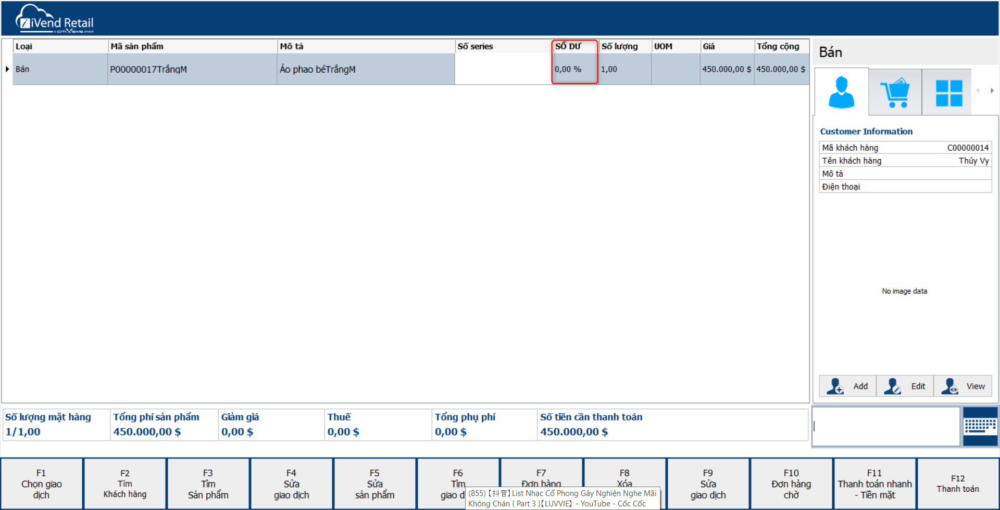 iVend Retail
a CitiXsys product
Loại Mã sản phẩm Mô tả Số series SỐ DƯ Số lượng UOM Giá Tổng cộng
Bán P00000017TrắngM Áo phao béTrắngM 0,00 % 1,00 450.000,00 $ 450.000,00 $
Bán
Customer Information
Mã khách hàng C00000014
Tên khách hàng Thúy Vy
Mô tả
Điện thoại
No image data
Add Edit View
Số lượng mặt hàng Tổng phí sản phẩm Giảm giá Thuế Tổng phụ phí Số tiền cần thanh toán
1/1,00 450.000,00 $ 0,00 $ 0,00 $ 0,00 $ 450.000,00 $
F1
Chọn giao
dịch
F2
Tìm
Khách hàng
F3
Tìm
Sản phẩm
F4
Sửa
giao dịch
F5
Sửa
sản phẩm
F6
Tìm
giao d
F7
Đơn hàng
F8
Xóa
F9
Sửa
giao dịch
F10
Đơn hàng
chờ
F11
Thanh toán nhanh
- Tiền mặt
F12
Thanh toán
(855)【抖音】List Nhạc Cổ Phong Gây Nghiện Nghe Mãi
Không Chán { Part 3 }【LUVVIE】 - YouTube - Cốc Cốc